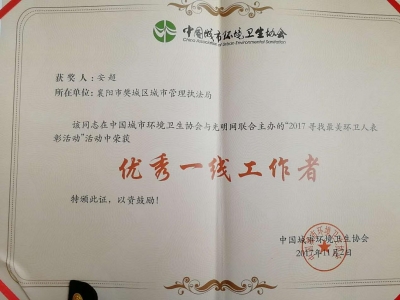 中国城市环境卫生协会
China Association of Urban Environmental Sanitation
获奖人：安超
所在单位：襄阳市樊城区城市管理执法局
该同志在中国城市环境卫生协会与光明网联合主办的“2017寻找最美环卫人表
彰活动”活动中荣获
优秀一线工作者
特颁此证，以资鼓励！
中国城市环境卫生协会
2017年11月2日